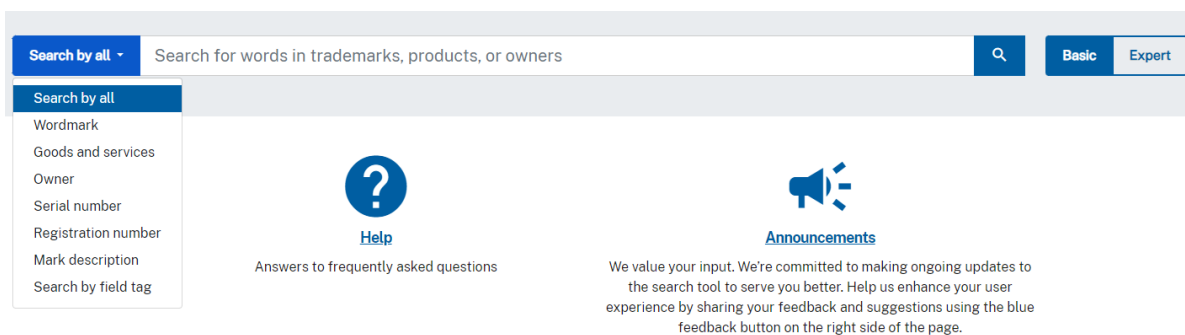 Search by all
Search for words in trademarks, products, or owners
Basic
Expert
Search by all
Wordmark
Goods and services
Owner
Serial number
Registration number
Mark description
Search by field tag
?
Help
Answers to frequently asked questions
Announcements
We value your input. We're committed to making ongoing updates to
the search tool to serve you better. Help us enhance your user
experience by sharing your feedback and suggestions using the blue
feedback button on the right side of the page.